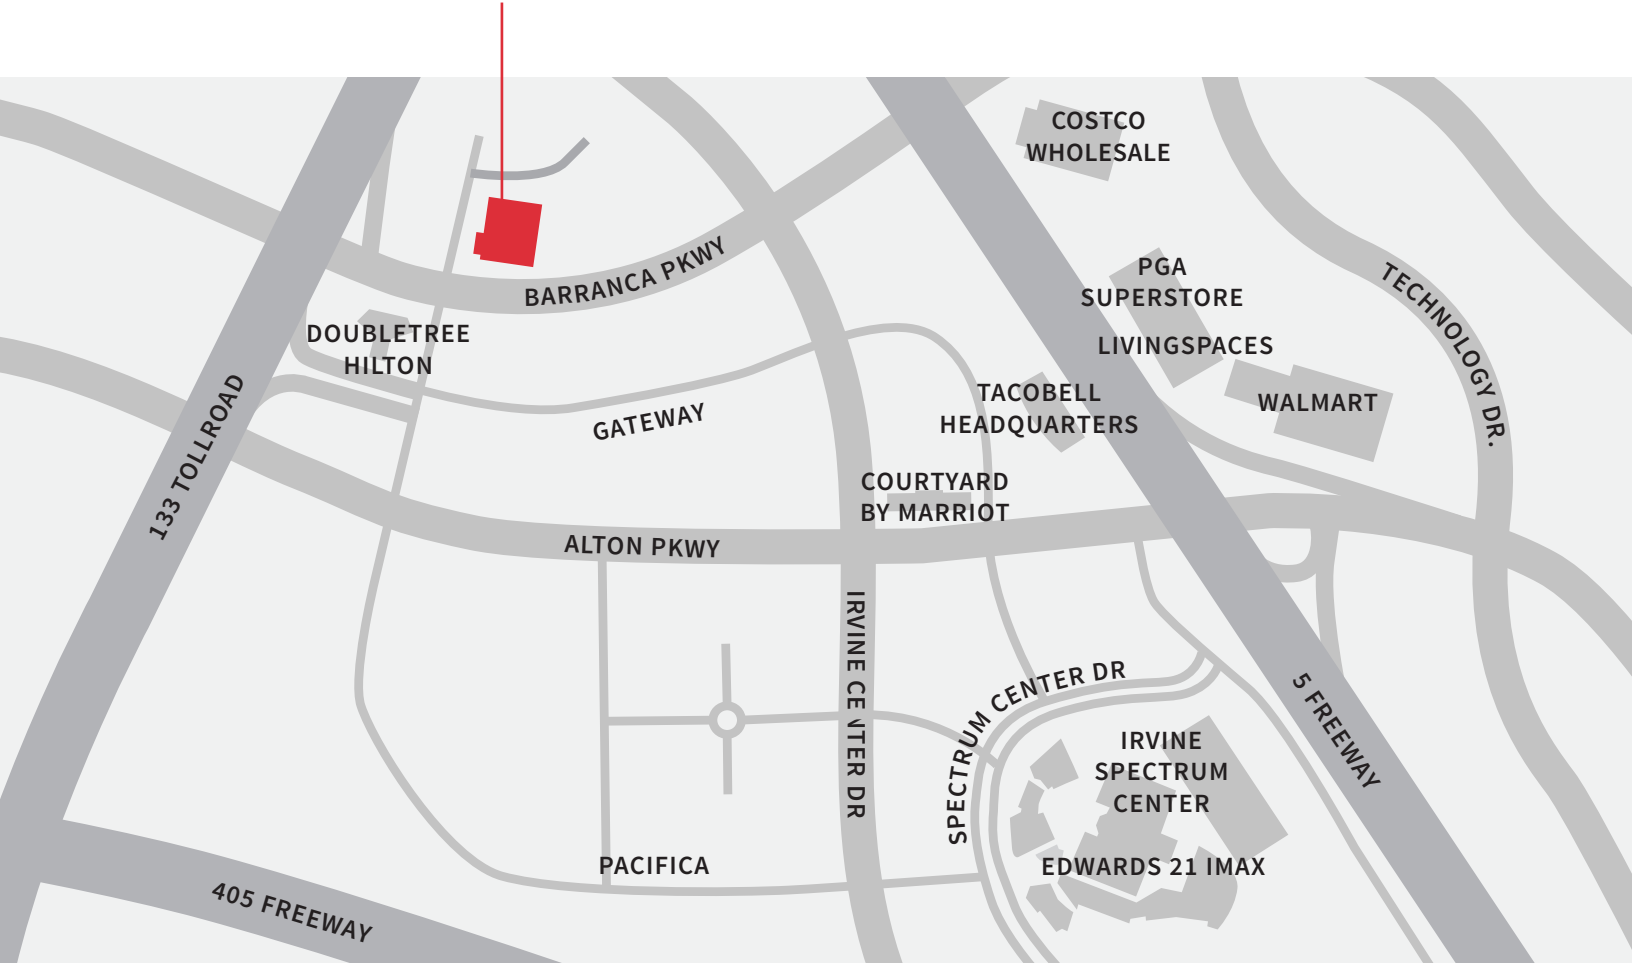 COSTCO
WHOLESALE
BARRANCA PKWY
PGA
SUPERSTORE
TECHNOLOGY DR.
DOUBLETREE
HILTON
LIVINGSPACES
133 TOLLROAD
GATEWAY
TACOBELL
HEADQUARTERS
WALMART
COURTYARD
BY MARRIOT
ALTON PKWY
IRVINE CENTER DR
SPECTRUM CENTER DR
5 FREEWAY
IRVINE
SPECTRUM
CENTER
PACIFICA
EDWARDS 21 IMAX
405 FREEWAY